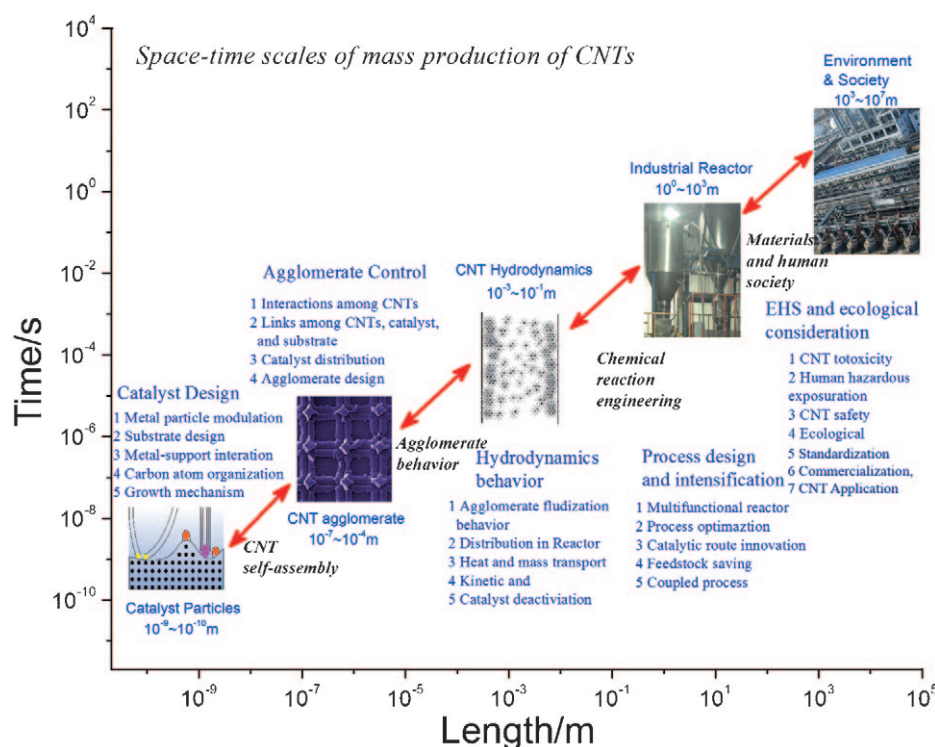 Space-time scales of mass production of CNTs
Time/s
10⁴
10²
10⁰
10⁻²
10⁻⁴
10⁻⁶
10⁻⁸
10⁻¹⁰
Environment
& Society
10³~10⁷m
Industrial Reactor
10⁰~10³m
Materials
and human
society
CNT Hydrodynamics
10⁻³~10⁻¹m
Chemical
reaction
engineering
Agglomerate Control
1 Interactions among CNTs
2 Links among CNTs, catalyst,
and substrate
3 Catalyst distribution
4 Agglomerate design
Agglomerate
behavior
CNT agglomerate
10⁻⁷~10⁻⁴m
Catalyst Design
1 Metal particle modulation
2 Substrate design
3 Metal-support interation
4 Carbon atom organization
5 Growth mechanism
CNT
self-assembly
Catalyst Particles
10⁻⁹~10⁻¹⁰m
Hydrodynamics
behavior
1 Agglomerate fludization
behavior
2 Distribution in Reactor
3 Heat and mass transport
4 Kinetic and
5 Catalyst deactiviation
Process design
and intensification
1 Multifunctional reactor
2 Process optimaztion
3 Catalytic route innovation
4 Feedstock saving
5 Coupled process
EHS and ecological
consideration
1 CNT totoxicity
2 Human hazardous
exposuration
3 CNT safety
4 Ecological
5 Standardization
6 Commercialization,
7 CNT Application
10⁻⁹ 10⁻⁷ 10⁻⁵ 10⁻³ 10⁻¹ 10¹ 10³ 10⁵
Length/m